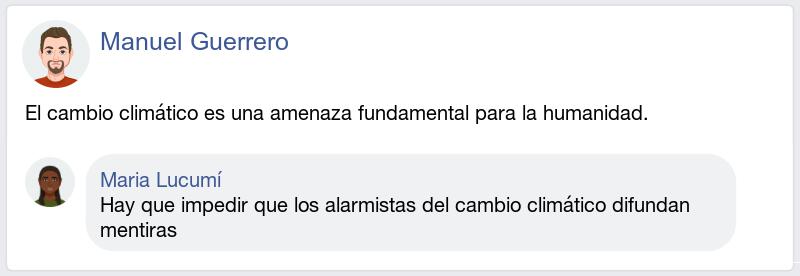 Manuel Guerrero
El cambio climático es una amenaza fundamental para la humanidad.
Maria Lucumí
Hay que impedir que los alarmistas del cambio climático difundan
mentiras